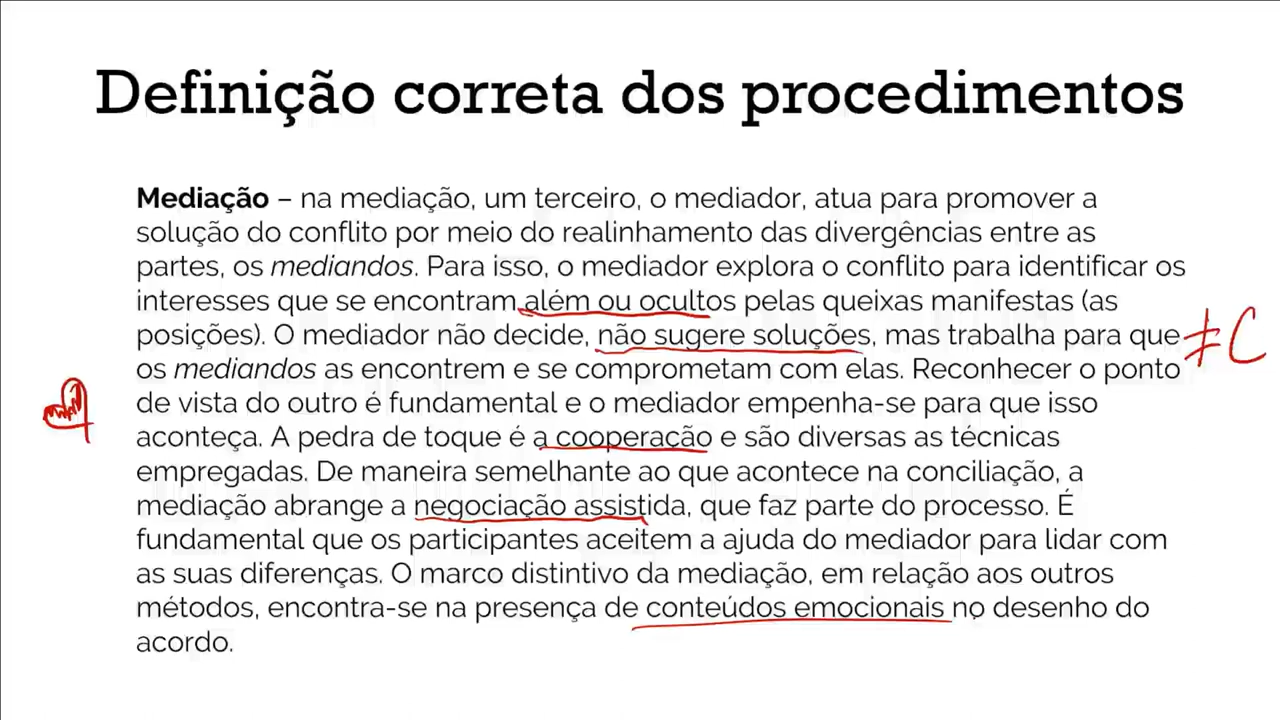 Definição correta dos procedimentos
Mediação – na mediação, um terceiro, o mediador, atua para promover a
solução do conflito por meio do realinhamento das divergências entre as
partes, os mediandos. Para isso, o mediador explora o conflito para identificar os
interesses que se encontram além ou ocultos pelas queixas manifestas (as
posições). O mediador não decide, não sugere soluções, mas trabalha para que
≠ C
os mediandos as encontrem e se comprometam com elas. Reconhecer o ponto
de vista do outro é fundamental e o mediador empenha-se para que isso
aconteça. A pedra de toque é a cooperação e são diversas as técnicas
empregadas. De maneira semelhante ao que acontece na conciliação, a
mediação abrange a negociação assistida, que faz parte do processo. É
fundamental que os participantes aceitem a ajuda do mediador para lidar com
as suas diferenças. O marco distintivo da mediação, em relação aos outros
métodos, encontra-se na presença de conteúdos emocionais no desenho do
acordo.